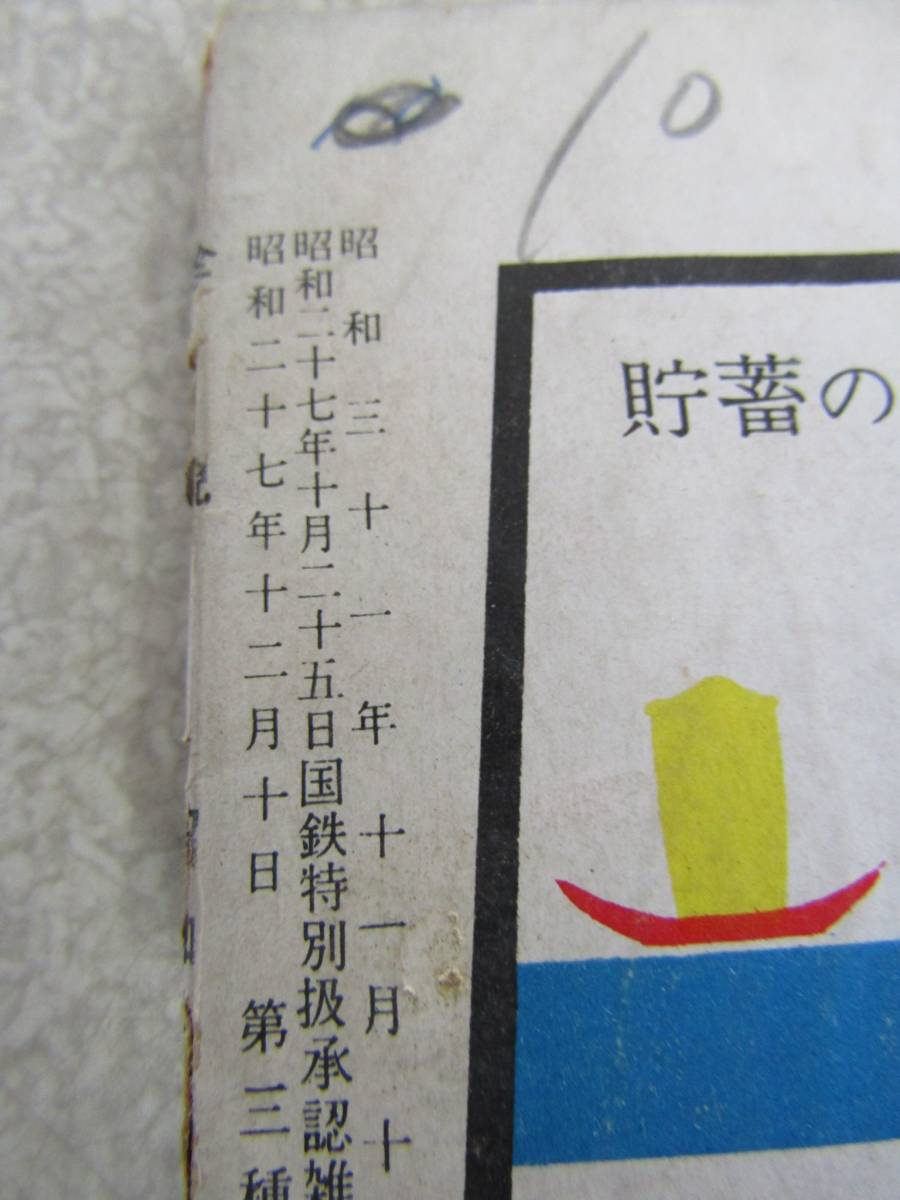 10
昭和三十一年十一月十
昭和二十七年十月二十五日国鉄特別扱承認雑
昭和二十七年十二月十日 第三種
貯蓄の